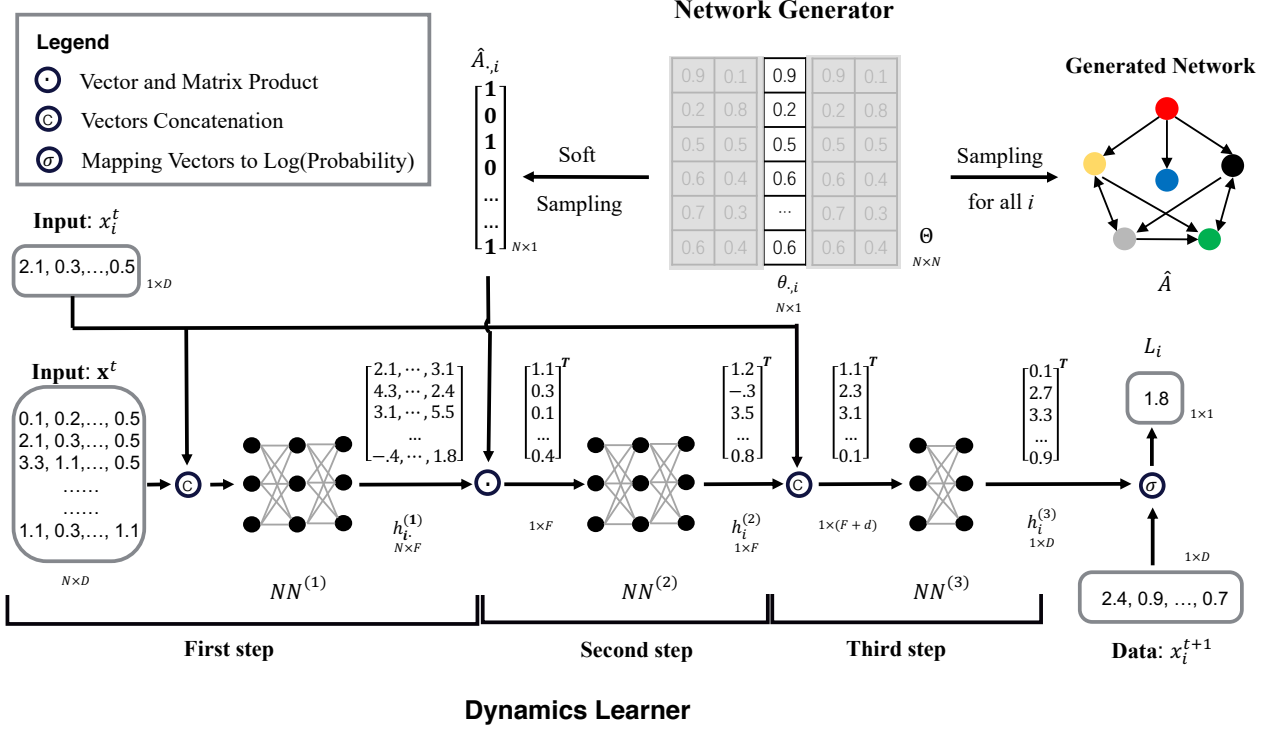 Network Generator
Legend
Vector and Matrix Product
C Vectors Concatenation
σ Mapping Vectors to Log(Probability)
Â·,i
1
0
1
0
...
...
1
N×1
Soft
Sampling
0.9 0.1 0.9 0.9 0.1
0.2 0.8 0.2 0.2 0.8
0.5 0.5 0.5 0.5 0.5
0.6 0.4 0.6 0.6 0.4
0.7 0.3 ... 0.7 0.3
0.6 0.4 0.6 0.6 0.4
Θ
N×N
θ·,i
N×1
Sampling
for all i
Generated Network
Â
Input: x_i^t
2.1, 0.3,...,0.5
1×D
Input: x^t
0.1, 0.2,..., 0.5
2.1, 0.3,..., 0.5
3.3, 1.1,..., 0.5
......
......
1.1, 0.3,..., 1.1
N×D
C
NN^(1)
2.1, ⋯, 3.1
4.3, ⋯, 2.4
3.1, ⋯, 5.5
...
−.4, ⋯, 1.8
h_i·^(1)
N×F
T
1.1
0.3
0.1
...
0.4
1×F
NN^(2)
T
1.2
−.3
3.5
...
0.8
h_i^(2)
1×F
C
T
1.1
2.3
3.1
...
0.1
1×(F + d)
NN^(3)
T
0.1
2.7
3.3
...
0.9
h_i^(3)
1×D
L_i
1.8
1×1
σ
1×D
2.4, 0.9, ..., 0.7
Data: x_i^{t+1}
First step
Second step
Third step
Dynamics Learner